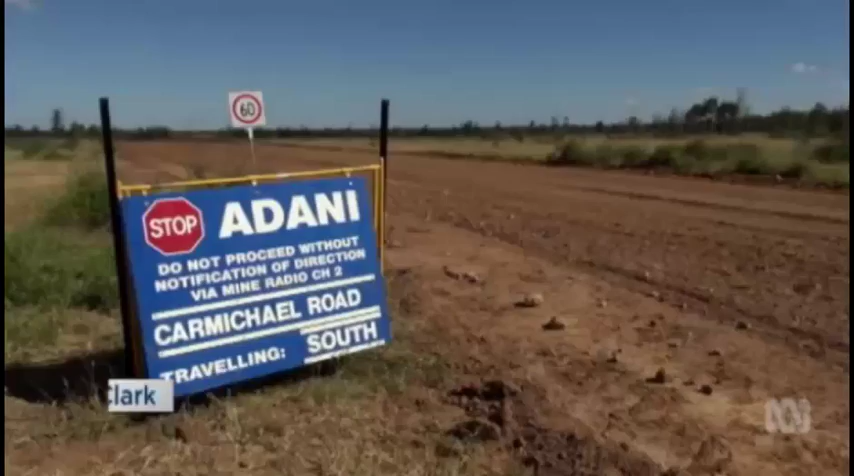 60
STOP
ADANI
DO NOT PROCEED WITHOUT
NOTIFICATION OF DIRECTION
VIA MINE RADIO CH 2
CARMICHAEL ROAD
TRAVELLING: SOUTH
lark